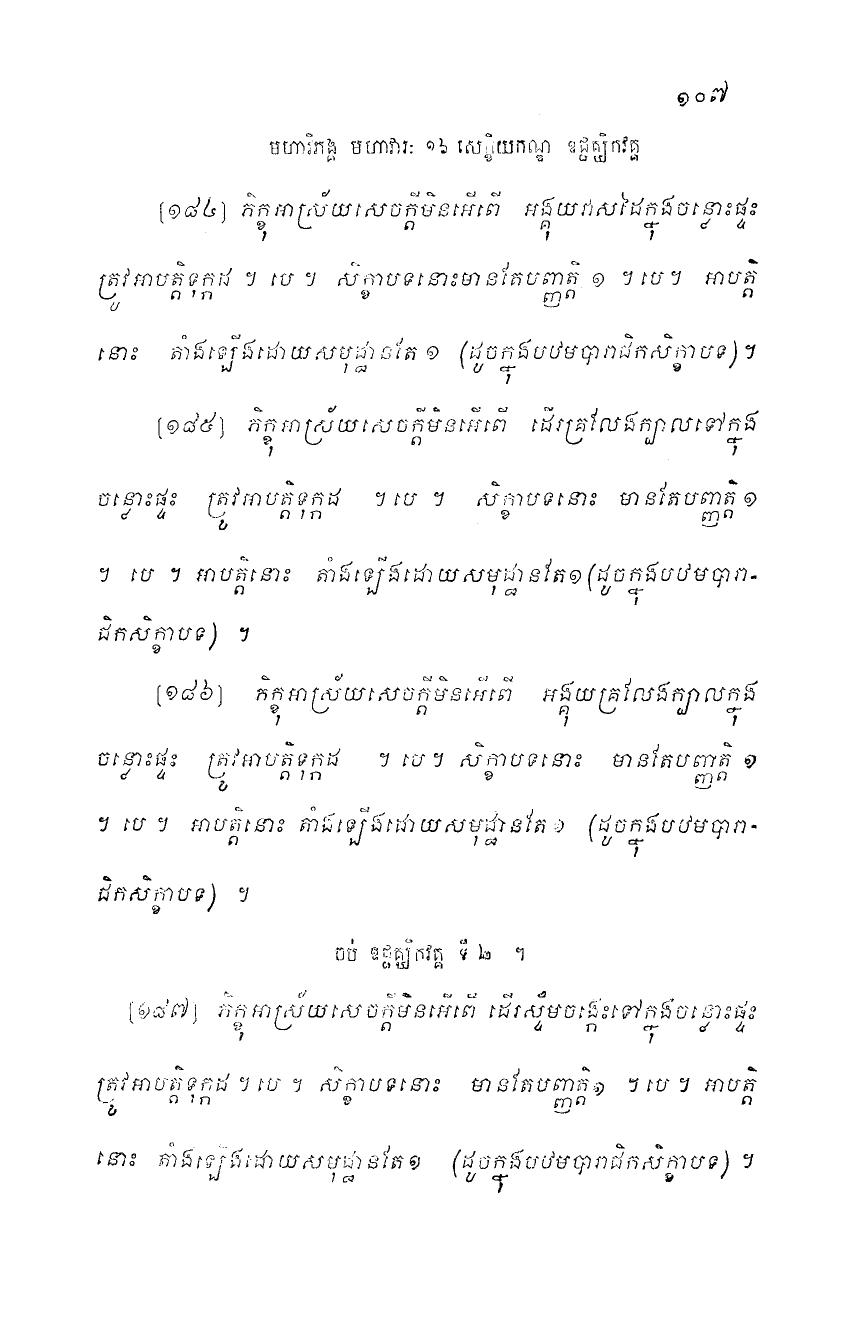 ១០៧
មហាវិភង្គ មហាវារៈ ១៦ សេក្ខិយកណ្ឌ ឧជ្ជគ្ឃិកវគ្គ
[១៨៤] ភិក្ខុអាស្រ័យសេចក្តីមិនអើពើ អង្គុយវាសដៃក្នុងចន្លោះផ្ទះ
ត្រូវអាបត្តិទុក្កដ ។ បេ ។ សិក្ខាបទនោះមានតែបញ្ញត្តិ ១ ។ បេ ។ អាបត្តិ
នោះ តាំងឡើងដោយសមុដ្ឋានតែ ១ (ដូចក្នុងបឋមបារាជិកសិក្ខាបទ) ។
[១៨៥] ភិក្ខុអាស្រ័យសេចក្តីមិនអើពើ ដើរគ្រលែងក្បាលទៅក្នុង
ចន្លោះផ្ទះ ត្រូវអាបត្តិទុក្កដ ។ បេ ។ សិក្ខាបទនោះ មានតែបញ្ញត្តិ ១
។ បេ ។ អាបត្តិនោះ តាំងឡើងដោយសមុដ្ឋានតែ១ (ដូចក្នុងបឋមបារា-
ជិកសិក្ខាបទ) ។
[១៨៦] ភិក្ខុអាស្រ័យសេចក្តីមិនអើពើ អង្គុយគ្រលែងក្បាលក្នុង
ចន្លោះផ្ទះ ត្រូវអាបត្តិទុក្កដ ។ បេ ។ សិក្ខាបទនោះ មានតែបញ្ញត្តិ ១
។ បេ ។ អាបត្តិនោះ តាំងឡើងដោយសមុដ្ឋានតែ ១ (ដូចក្នុងបឋមបារា-
ជិកសិក្ខាបទ) ។
ចប់ ឧជ្ជគ្ឃិកវគ្គ ទី ២ ។
[១៨៧] ភិក្ខុអាស្រ័យសេចក្តីមិនអើពើ ដើរស្ទឹមចង្កេះទៅក្នុងចន្លោះផ្ទះ
ត្រូវអាបត្តិទុក្កដ ។ បេ ។ សិក្ខាបទនោះ មានតែបញ្ញត្តិ១ ។ បេ ។ អាបត្តិ
នោះ តាំងឡើងដោយសមុដ្ឋានតែ១ (ដូចក្នុងបឋមបារាជិកសិក្ខាបទ) ។